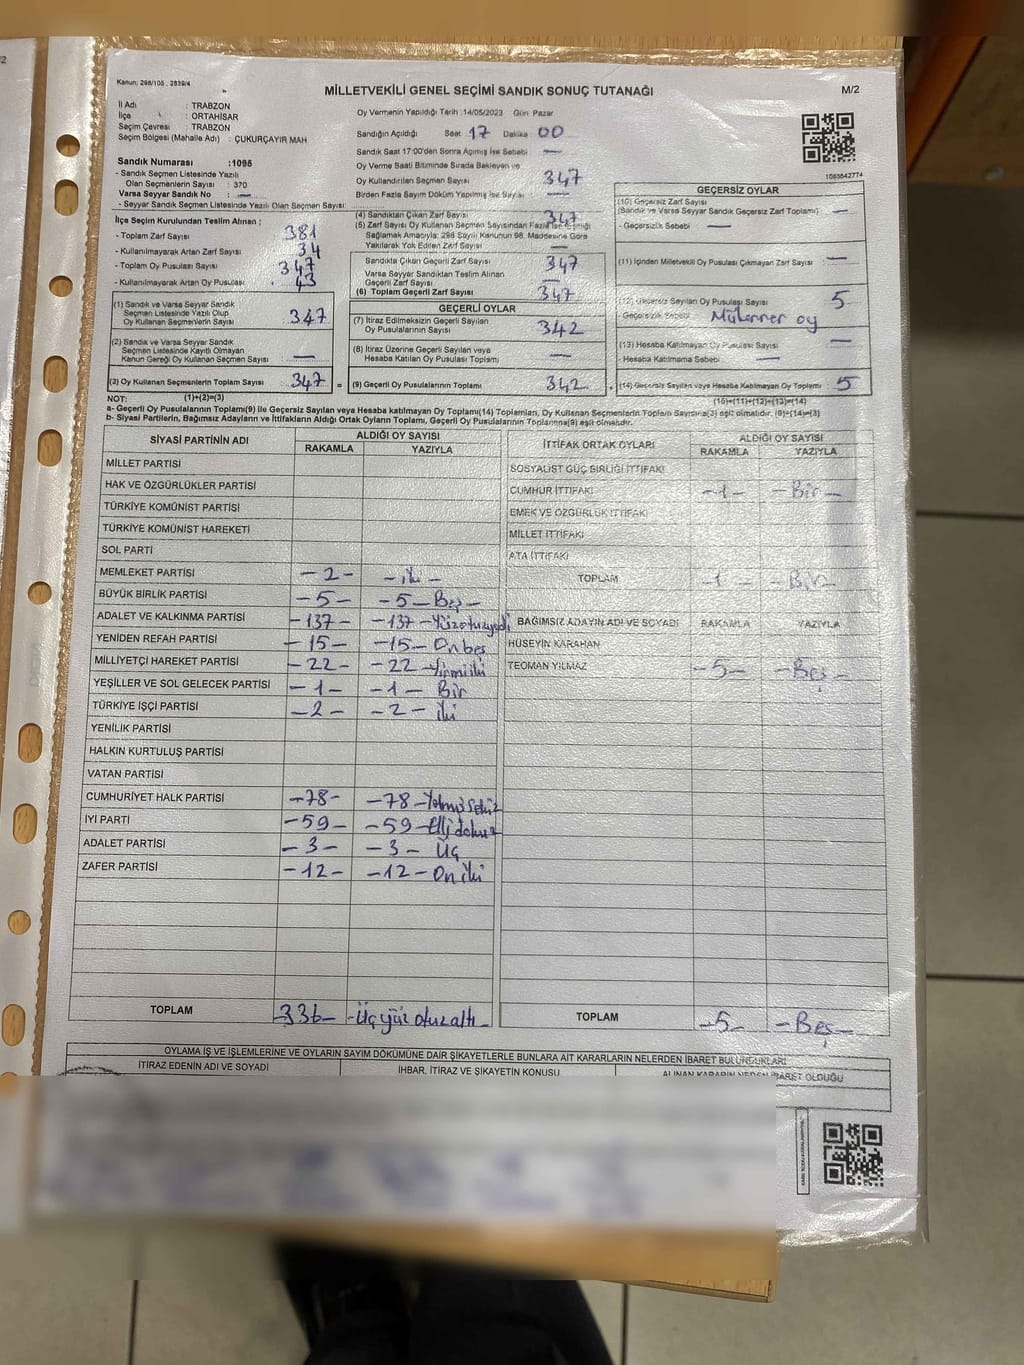 Kanun: 298/105 , 2839/4
MİLLETVEKİLİ GENEL SEÇİMİ SANDIK SONUÇ TUTANAĞI
M/2
İl Adı : TRABZON
İlçe : ORTAHİSAR
Seçim Çevresi : TRABZON
Seçim Bölgesi (Mahalle Adı) : ÇUKURÇAYIR MAH
Sandık Numarası :1095
- Sandık Seçmen Listesinde Yazılı
Olan Seçmenlerin Sayısı : 370
Varsa Seyyar Sandık No : —
- Seyyar Sandık Seçmen Listesinde Yazılı Olan Seçmen Sayısı:
Oy Vermenin Yapıldığı Tarih :14/05/2023 Gün Pazar
Sandığın Açıldığı Saat 17 Dakika 00
Sandık Saat 17:00'den Sonra Açılmış İse Sebebi —
Oy Verme Saati Bitiminde Sırada Bekleyen ve
Oy Kullandırılan Seçmen Sayısı 347
Birden Fazla Sayım Döküm Yapılmış İse Sayısı —
1095642774
İlçe Seçim Kurulundan Teslim Alınan ;
- Toplam Zarf Sayısı 381
- Kullanılmayarak Artan Zarf Sayısı 34
- Toplam Oy Pusulası Sayısı 347
- Kullanılmayarak Artan Oy Pusulası 43
(1) Sandık ve Varsa Seyyar Sandık
Seçmen Listesinde Yazılı Olup
Oy Kullanan Seçmenlerin Sayısı 347
(2) Sandık ve Varsa Seyyar Sandık
Seçmen Listesinde Kayıtlı Olmayan
Kanun Gereği Oy Kullanan Seçmen Sayısı —
(3) Oy Kullanan Seçmenlerin Toplam Sayısı 347 =
(1)+(2)=(3)
(4) Sandıktan Çıkan Zarf Sayısı 347
(5) Zarf Sayısı Oy Kullanan Seçmen Sayısından Fazla İse Eşitliği
Sağlamak Amacıyla; 298 Sayılı Kanunun 98. Maddesine Göre
Yakılarak Yok Edilen Zarf Sayısı —
Sandıkta Çıkan Geçerli Zarf Sayısı 347
Varsa Seyyar Sandıktan Teslim Alınan
Geçerli Zarf Sayısı —
(6) Toplam Geçerli Zarf Sayısı 347
GEÇERLİ OYLAR
(7) İtiraz Edilmeksizin Geçerli Sayılan
Oy Pusulalarının Sayısı 342
(8) İtiraz Üzerine Geçerli Sayılan veya
Hesaba Katılan Oy Pusulası Toplamı —
(9) Geçerli Oy Pusulalarının Toplamı 342
GEÇERSİZ OYLAR
(10) Geçersiz Zarf Sayısı
(Sandık ve Varsa Seyyar Sandık Geçersiz Zarf Toplamı) —
- Geçersizlik Sebebi —
(11) İçinden Milletvekili Oy Pusulası Çıkmayan Zarf Sayısı —
(12) Geçersiz Sayılan Oy Pusulası Sayısı 5
- Geçersizlik Sebebi Mükerrer oy
(13) Hesaba Katılmayan Oy Pusulası Sayısı —
- Hesaba Katılmama Sebebi —
(14) Geçersiz Sayılan veya Hesaba Katılmayan Oy Toplamı 5
(10)+(11)+(12)+(13)=(14)
NOT:
a- Geçerli Oy Pusulalarının Toplamı(9) ile Geçersiz Sayılan veya Hesaba Katılmayan Oy Toplamı(14) Toplamları, Oy Kullanan Seçmenlerin Toplam Sayısına(3) eşit olmalıdır. (9)+(14)=(3)
b- Siyasi Partilerin, Bağımsız Adayların ve İttifakların Aldığı Ortak Oyların Toplamı, Geçerli Oy Pusulalarının Toplamına(9) eşit olmalıdır.
SİYASİ PARTİNİN ADI ALDIĞI OY SAYISI
RAKAMLA YAZIYLA
MİLLET PARTİSİ
HAK VE ÖZGÜRLÜKLER PARTİSİ
TÜRKİYE KOMÜNİST PARTİSİ
TÜRKİYE KOMÜNİST HAREKETİ
SOL PARTİ
MEMLEKET PARTİSİ -2- -iki-
BÜYÜK BİRLİK PARTİSİ -5- -5-Beş-
ADALET VE KALKINMA PARTİSİ -137- -137-Yüzotuzyedi
YENİDEN REFAH PARTİSİ -15- -15-Onbeş
MİLLİYETÇİ HAREKET PARTİSİ -22- -22-Yirmiiki
YEŞİLLER VE SOL GELECEK PARTİSİ -1- -1- Bir
TÜRKİYE İŞÇİ PARTİSİ -2- -2- iki
YENİLİK PARTİSİ
HALKIN KURTULUŞ PARTİSİ
VATAN PARTİSİ
CUMHURİYET HALK PARTİSİ -78- -78-Yetmişsekiz
İYİ PARTİ -59- -59-Ellidokuz
ADALET PARTİSİ -3- -3- Üç
ZAFER PARTİSİ -12- -12-Oniki
TOPLAM -336- -Üçyüz otuzaltı-
İTTİFAK ORTAK OYLARI ALDIĞI OY SAYISI
RAKAMLA YAZIYLA
SOSYALİST GÜÇ BİRLİĞİ İTTİFAKI
CUMHUR İTTİFAKI -1- -Bir-
EMEK VE ÖZGÜRLÜK İTTİFAKI
MİLLET İTTİFAKI
ATA İTTİFAKI
TOPLAM -1- -Bir-
BAĞIMSIZ ADAYIN ADI VE SOYADI RAKAMLA YAZIYLA
HÜSEYİN KARAHAN
TEOMAN YILMAZ -5- -Beş-
TOPLAM -5- -Beş-
OYLAMA İŞ VE İŞLEMLERİNE VE OYLARIN SAYIM DÖKÜMÜNE DAİR ŞİKAYETLERLE BUNLARA AİT KARARLARIN NELERDEN İBARET BULUNDUKLARI
İTİRAZ EDENİN ADI VE SOYADI İHBAR, İTİRAZ VE ŞİKAYETİN KONUSU ALINAN KARARIN NEDEN İBARET OLDUĞU